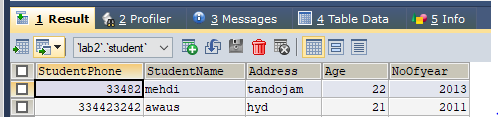 1 Result 2 Profiler 3 Messages 4 Table Data 5 Info
`lab2`.`student`
StudentPhone StudentName Address Age NoOfyear
33482 mehdi tandojam 22 2013
334423242 awaus hyd 21 2011